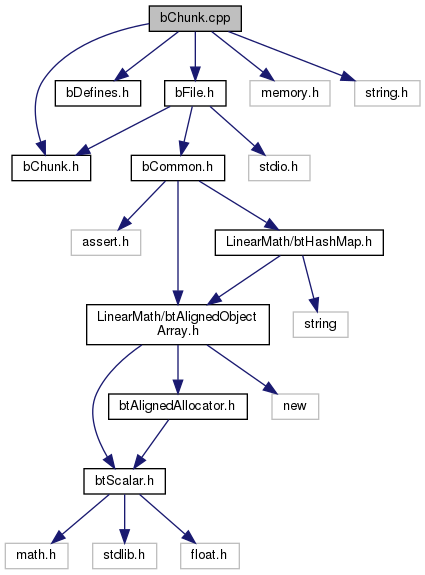 bChunk.cpp
bDefines.h
bFile.h
memory.h
string.h
bChunk.h
bCommon.h
stdio.h
assert.h
LinearMath/btHashMap.h
LinearMath/btAlignedObject
Array.h
string
btAlignedAllocator.h
new
btScalar.h
math.h
stdlib.h
float.h